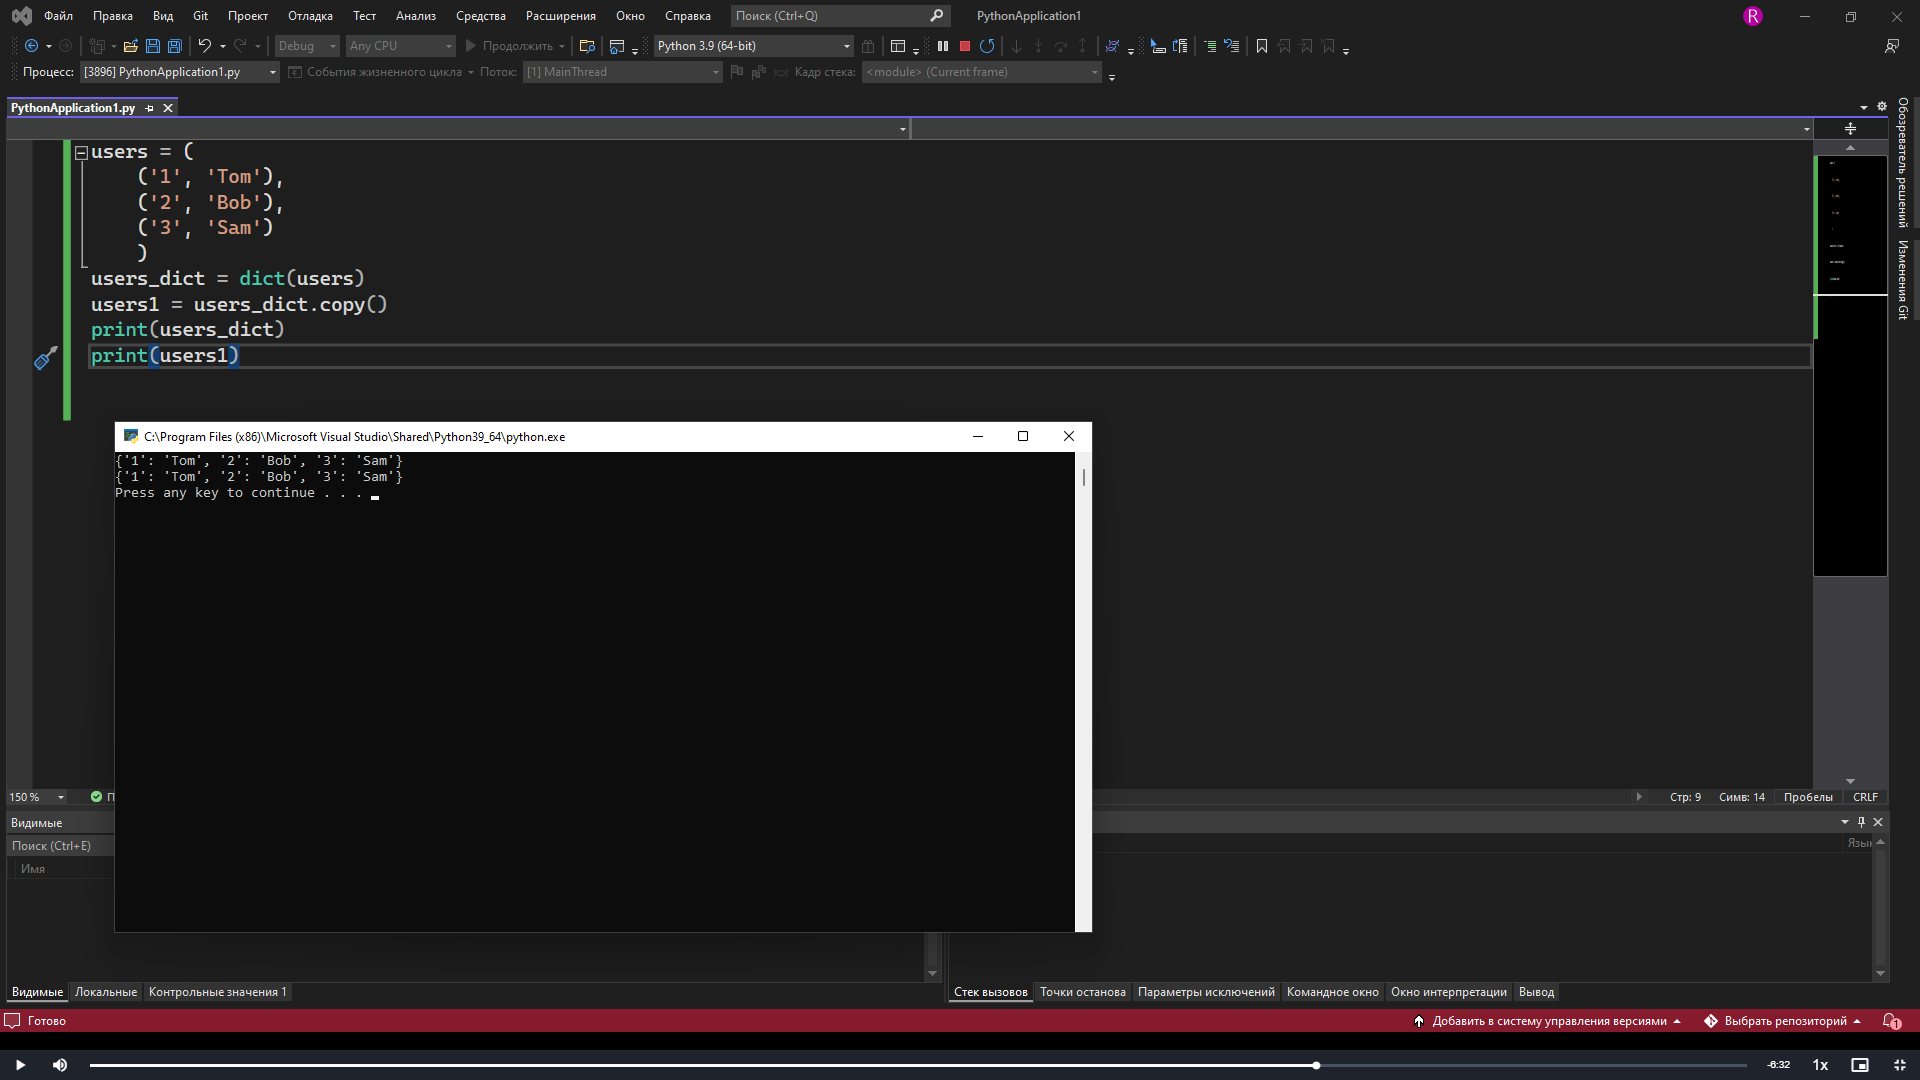 Файл Правка Вид Git Проект Отладка Тест Анализ Средства Расширения Окно Справка Поиск (Ctrl+Q) PythonApplication1 R
Debug Any CPU Продолжить Python 3.9 (64-bit)
Процесс: [3896] PythonApplication1.py События жизненного цикла Поток: [1] MainThread Кадр стека: <module> (Current frame)
PythonApplication1.py
users = (
('1', 'Tom'),
('2', 'Bob'),
('3', 'Sam')
)
users_dict = dict(users)
users1 = users_dict.copy()
print(users_dict)
print(users1)
Обозреватель решений
Изменения Git
C:\Program Files (x86)\Microsoft Visual Studio\Shared\Python39_64\python.exe
{'1': 'Tom', '2': 'Bob', '3': 'Sam'}
{'1': 'Tom', '2': 'Bob', '3': 'Sam'}
Press any key to continue . . .
150 % Стр: 9 Симв: 14 Пробелы CRLF
Видимые
Поиск (Ctrl+E)
Имя
Видимые Локальные Контрольные значения 1 Стек вызовов Точки останова Параметры исключений Командное окно Окно интерпретации Вывод
Готово Добавить в систему управления версиями Выбрать репозиторий 1
-6:32 1x